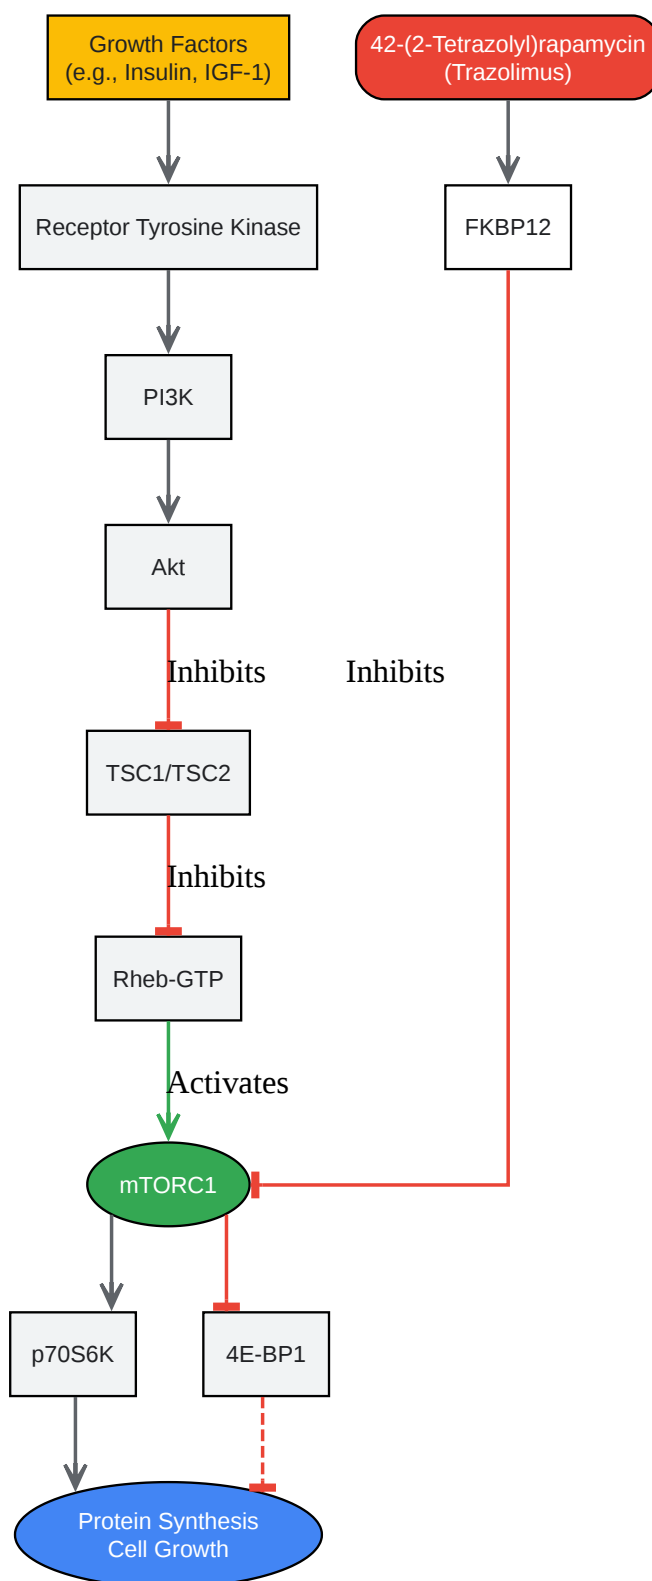 Growth Factors
(e.g., Insulin, IGF-1)
42-(2-Tetrazolyl)rapamycin
(Trazolimus)
Receptor Tyrosine Kinase
FKBP12
PI3K
Akt
Inhibits
Inhibits
TSC1/TSC2
Inhibits
Rheb-GTP
Activates
mTORC1
p70S6K
4E-BP1
Protein Synthesis
Cell Growth